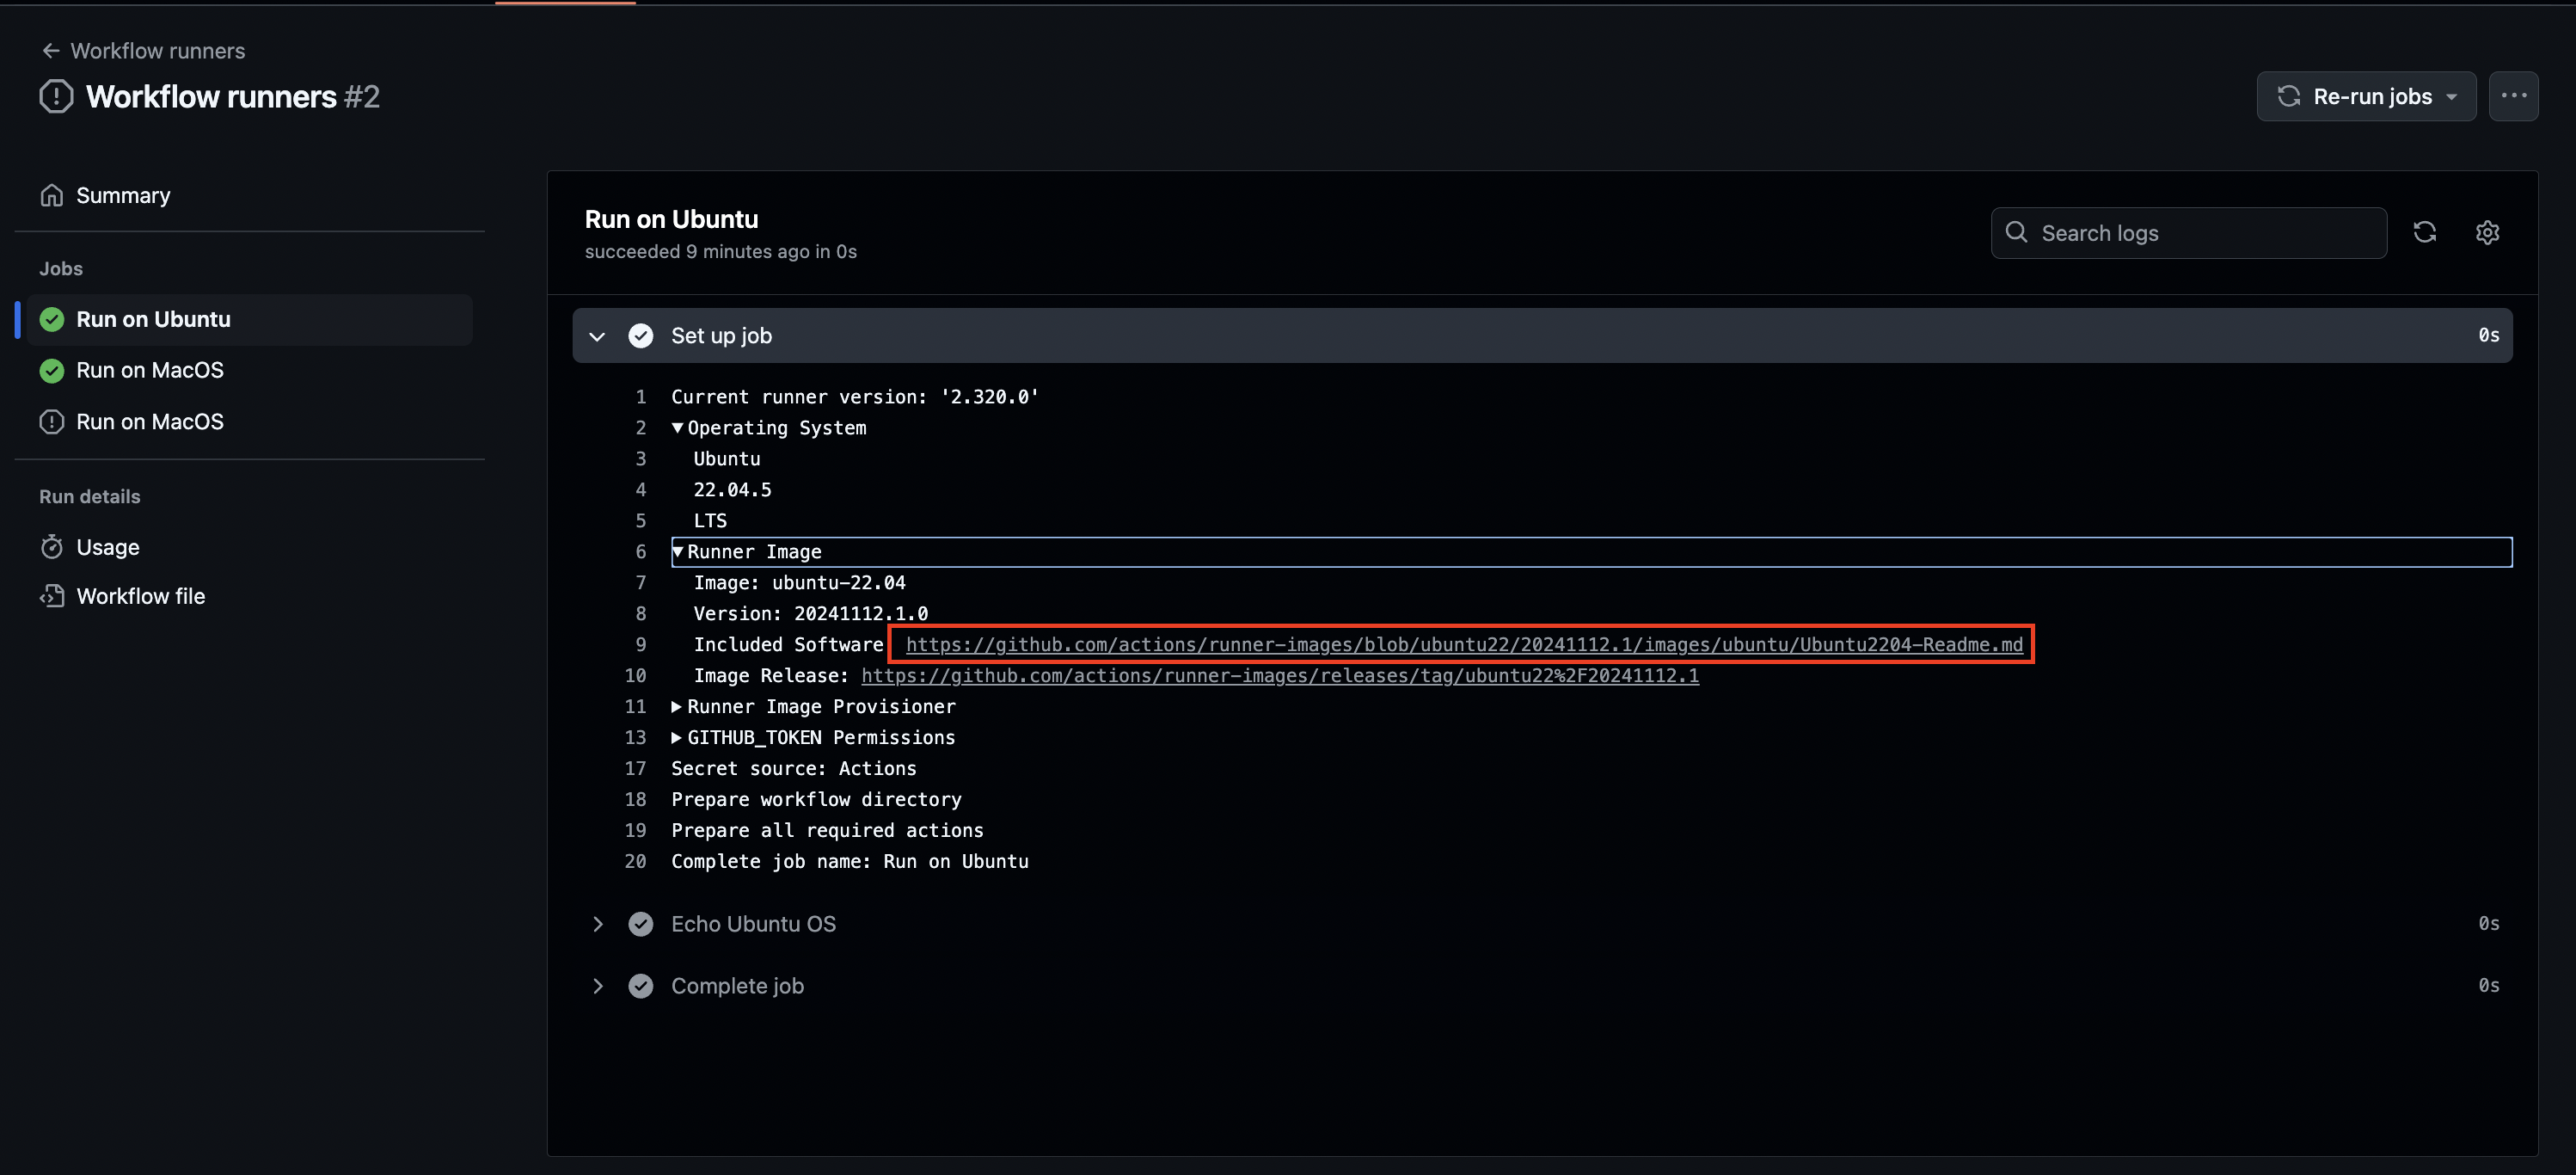 Workflow runners
Workflow runners #2
Re-run jobs
Summary
Jobs
Run on Ubuntu
Run on MacOS
Run on MacOS
Run details
Usage
Workflow file
Run on Ubuntu
succeeded 9 minutes ago in 0s
Search logs
Set up job 0s
1 Current runner version: '2.320.0'
2 ▼Operating System
3 Ubuntu
4 22.04.5
5 LTS
6 ▼Runner Image
7 Image: ubuntu-22.04
8 Version: 20241112.1.0
9 Included Software https://github.com/actions/runner-images/blob/ubuntu22/20241112.1/images/ubuntu/Ubuntu2204-Readme.md
10 Image Release: https://github.com/actions/runner-images/releases/tag/ubuntu22%2F20241112.1
11 ▶Runner Image Provisioner
13 ▶GITHUB_TOKEN Permissions
17 Secret source: Actions
18 Prepare workflow directory
19 Prepare all required actions
20 Complete job name: Run on Ubuntu
Echo Ubuntu OS 0s
Complete job 0s